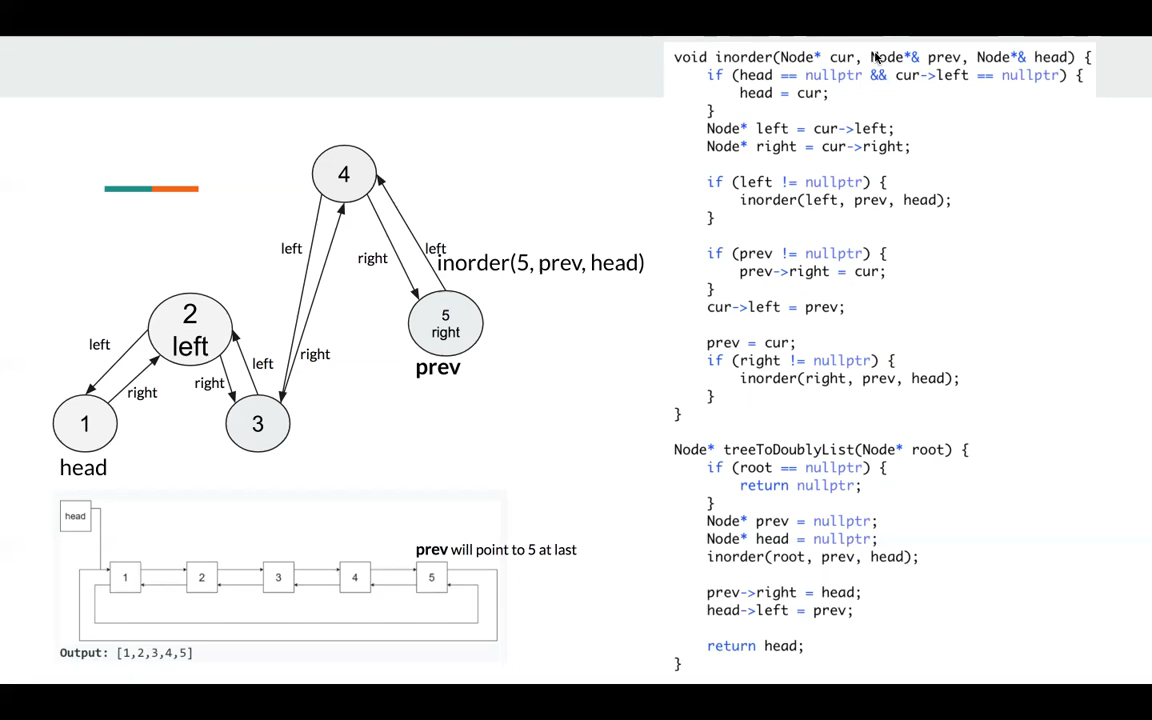 4
left
right
left
inorder(5, prev, head)
5
right
prev
2
left
left
right
right
left
right
1
3
head
head
prev will point to 5 at last
1 2 3 4 5
Output: [1,2,3,4,5]
void inorder(Node* cur, Node*& prev, Node*& head) {
    if (head == nullptr && cur->left == nullptr) {
        head = cur;
    }
    Node* left = cur->left;
    Node* right = cur->right;

    if (left != nullptr) {
        inorder(left, prev, head);
    }

    if (prev != nullptr) {
        prev->right = cur;
    }
    cur->left = prev;

    prev = cur;
    if (right != nullptr) {
        inorder(right, prev, head);
    }
}

Node* treeToDoublyList(Node* root) {
    if (root == nullptr) {
        return nullptr;
    }
    Node* prev = nullptr;
    Node* head = nullptr;
    inorder(root, prev, head);

    prev->right = head;
    head->left = prev;

    return head;
}